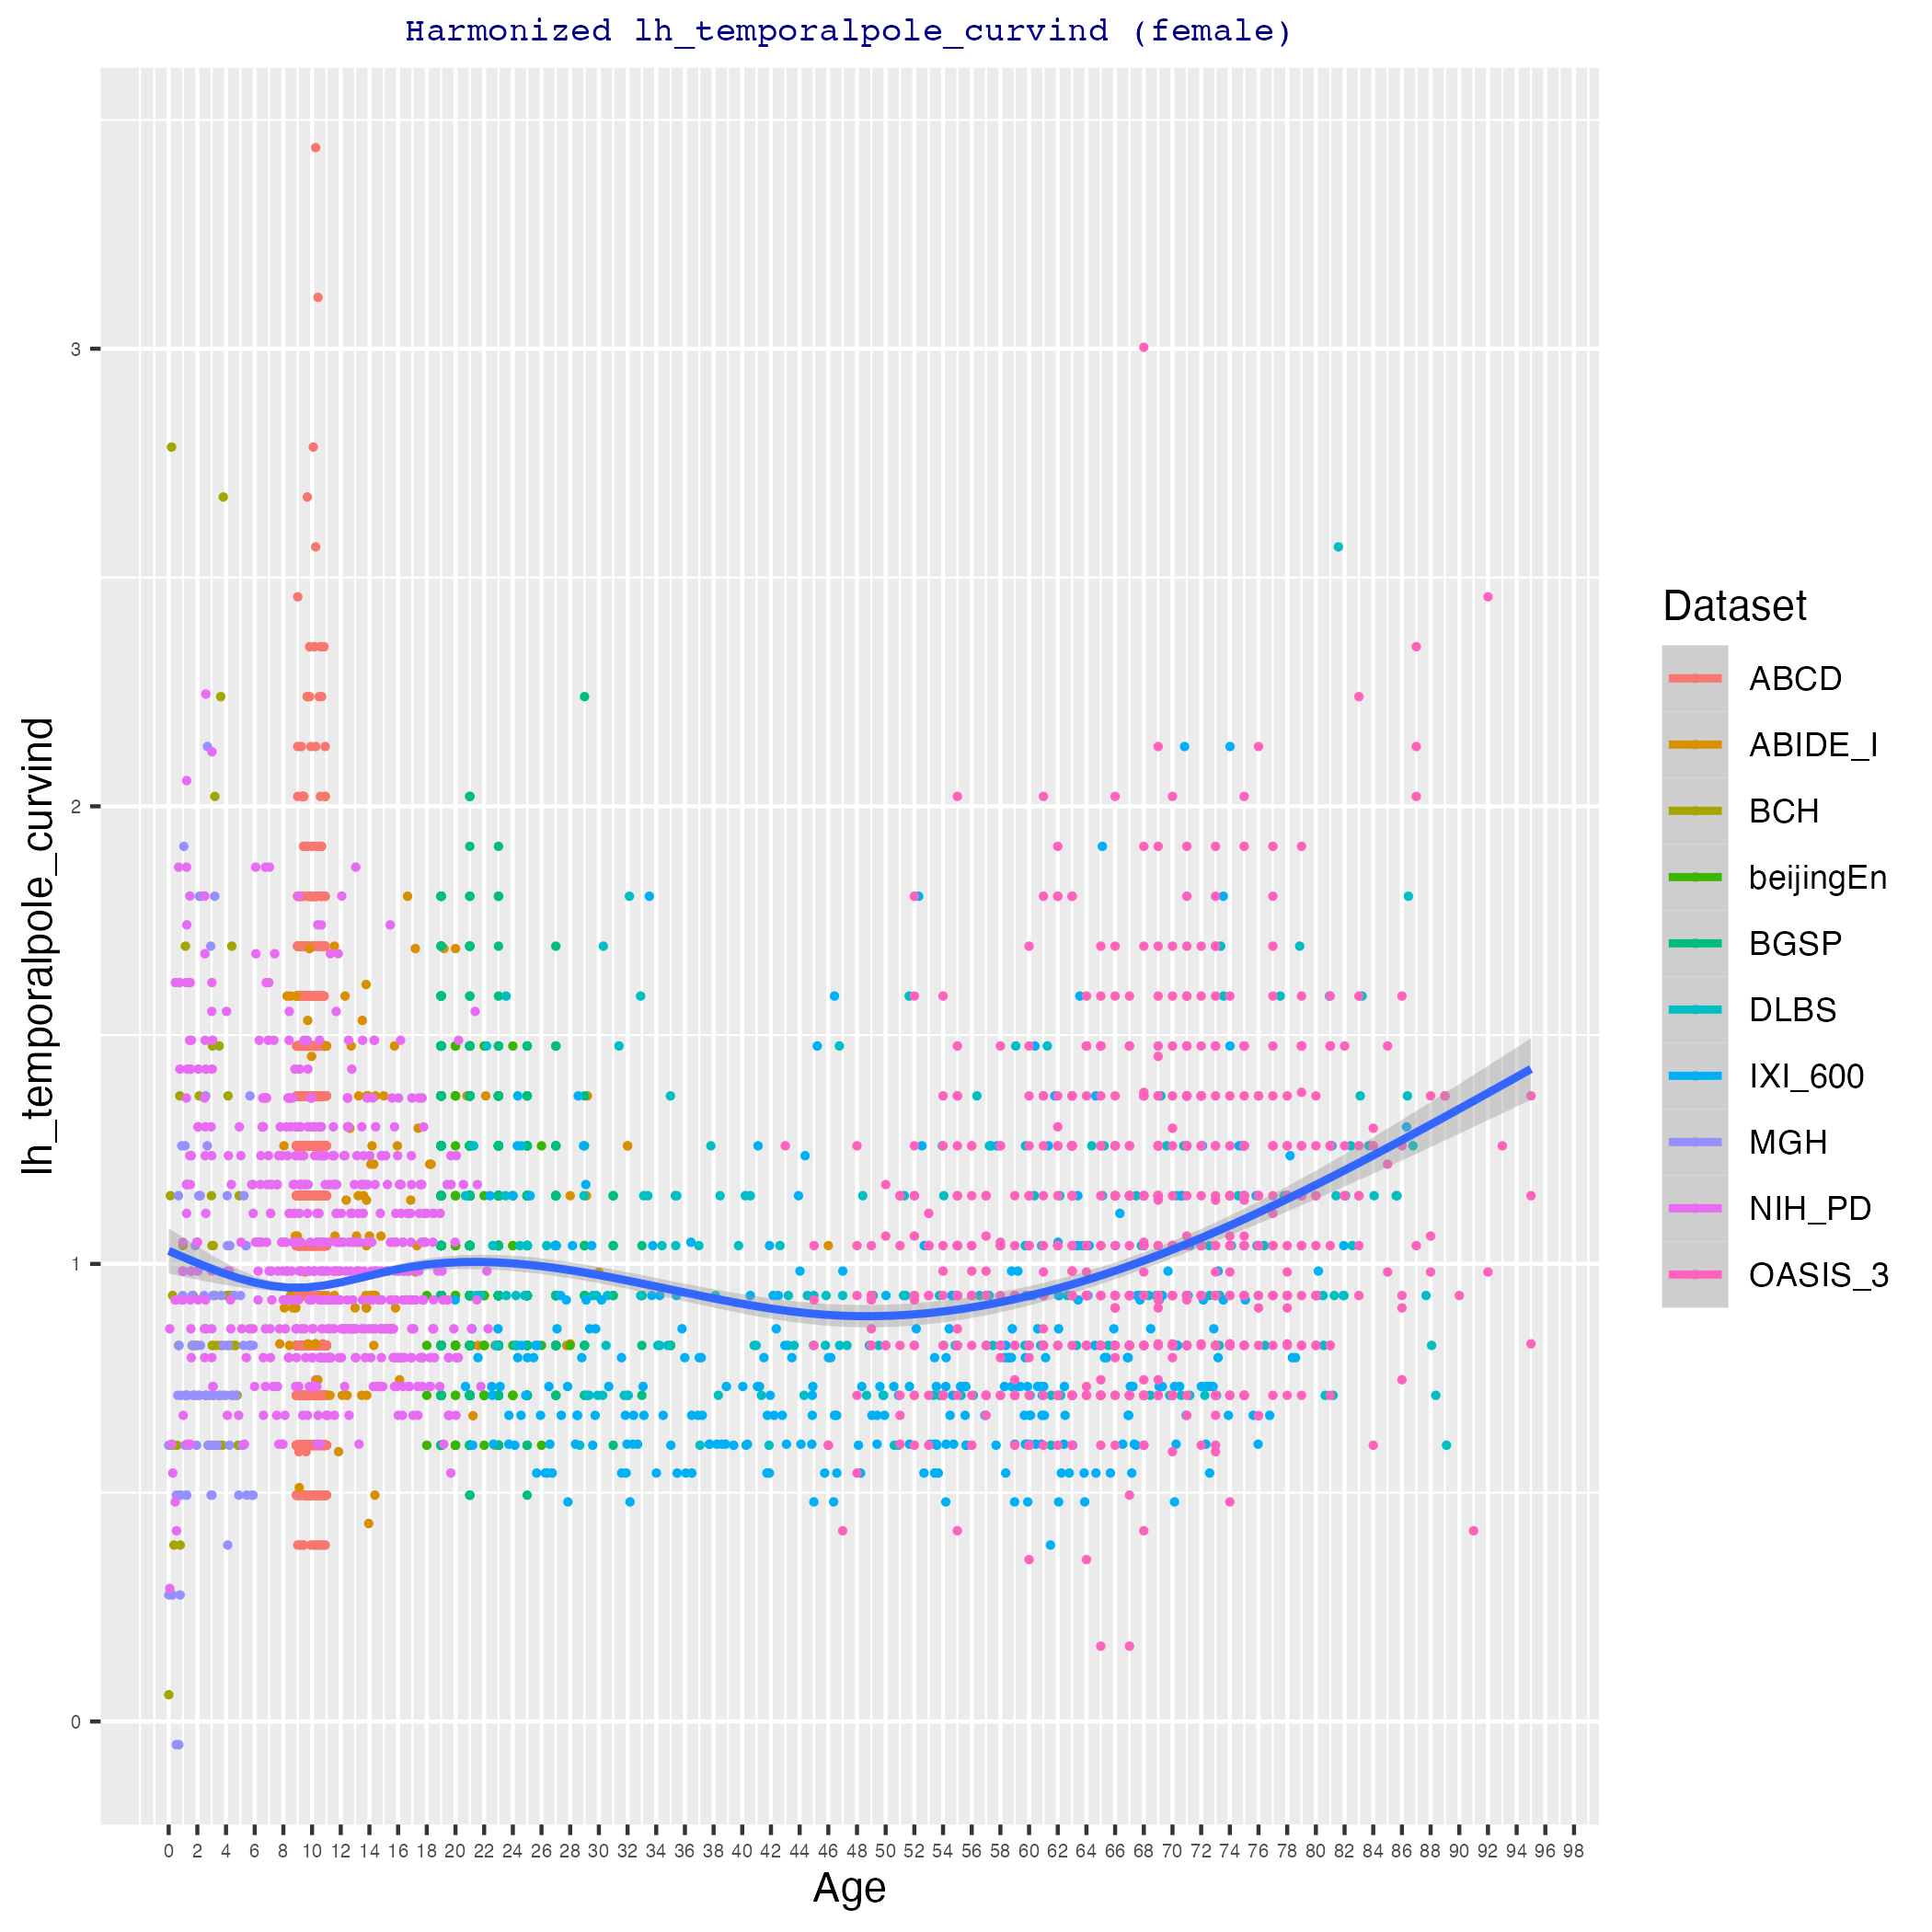 Harmonized lh_temporalpole_curvind (female)
lh_temporalpole_curvind
3
2
1
0
0 2 4 6 8 10 12 14 16 18 20 22 24 26 28 30 32 34 36 38 40 42 44 46 48 50 52 54 56 58 60 62 64 66 68 70 72 74 76 78 80 82 84 86 88 90 92 94 96 98
Age
Dataset
ABCD
ABIDE_I
BCH
beijingEn
BGSP
DLBS
IXI_600
MGH
NIH_PD
OASIS_3